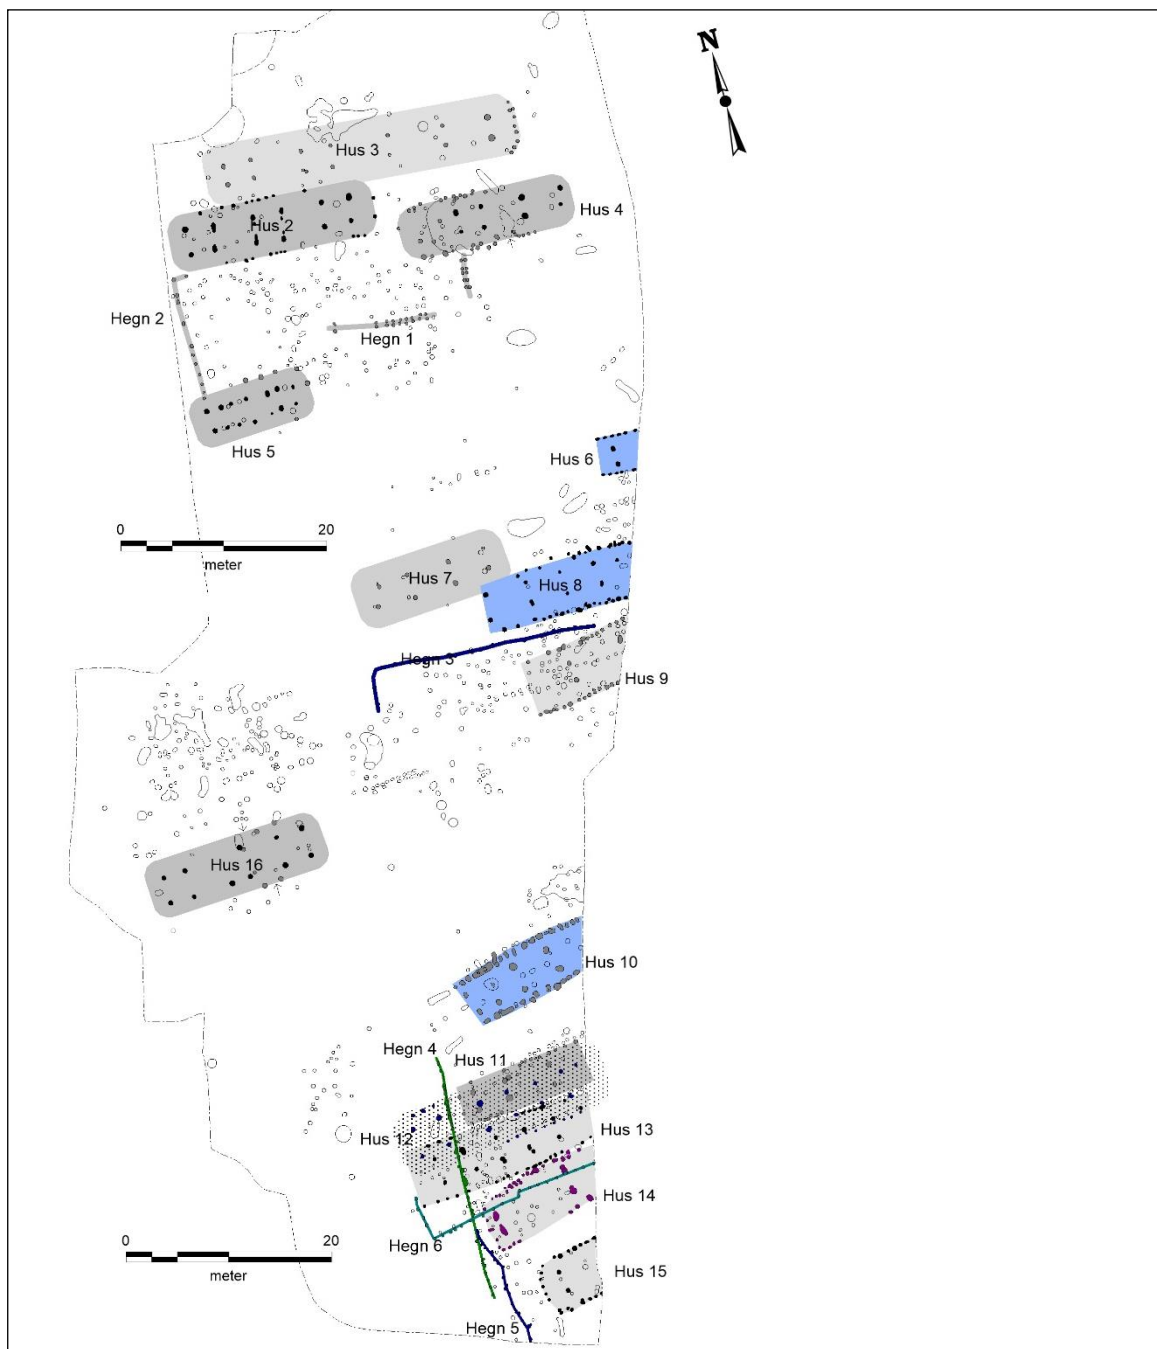 N
Hus 3
Hus 2
Hus 4
Hegn 2
Hegn 1
Hus 5
Hus 6
0 20
meter
Hus 7
Hus 8
Hegn 3
Hus 9
Hus 16
Hus 10
Hegn 4
Hus 11
Hus 12
Hus 13
Hus 14
Hegn 6
0 20
meter
Hus 15
Hegn 5